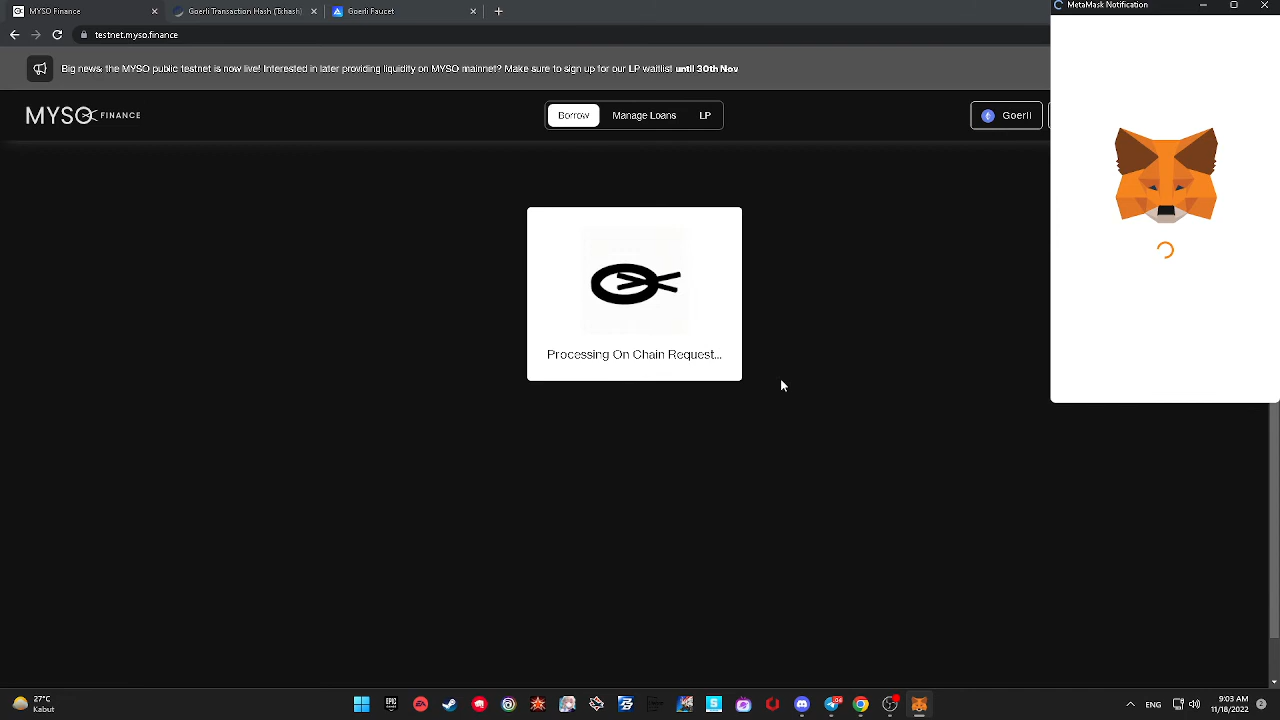 MYSO Finance
Goerli Transaction Hash (Txhash)
Goerli Faucet
MetaMask Notification
testnet.myso.finance
Big news the MYSO public testnet is now live! Interested in later providing liquidity on MYSO mainnet? Make sure to sign up for our LP waitlist until 30th Nov
MYSO FINANCE
Borrow
Manage Loans
LP
Goerli
Processing On Chain Request...
27°C
Kabut
ENG
9:03 AM
11/18/2022
2